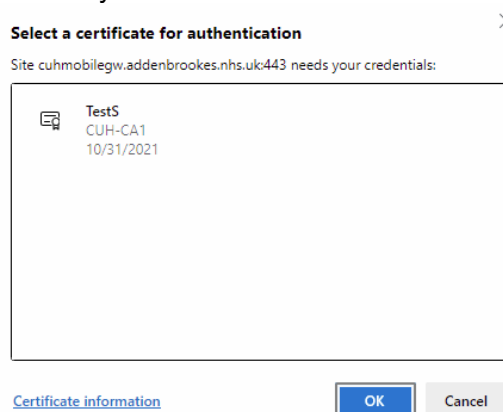 Select a certificate for authentication
Site cuhmobilegw.addenbrookes.nhs.uk:443 needs your credentials:
TestS
CUH-CA1
10/31/2021
Certificate information
OK
Cancel